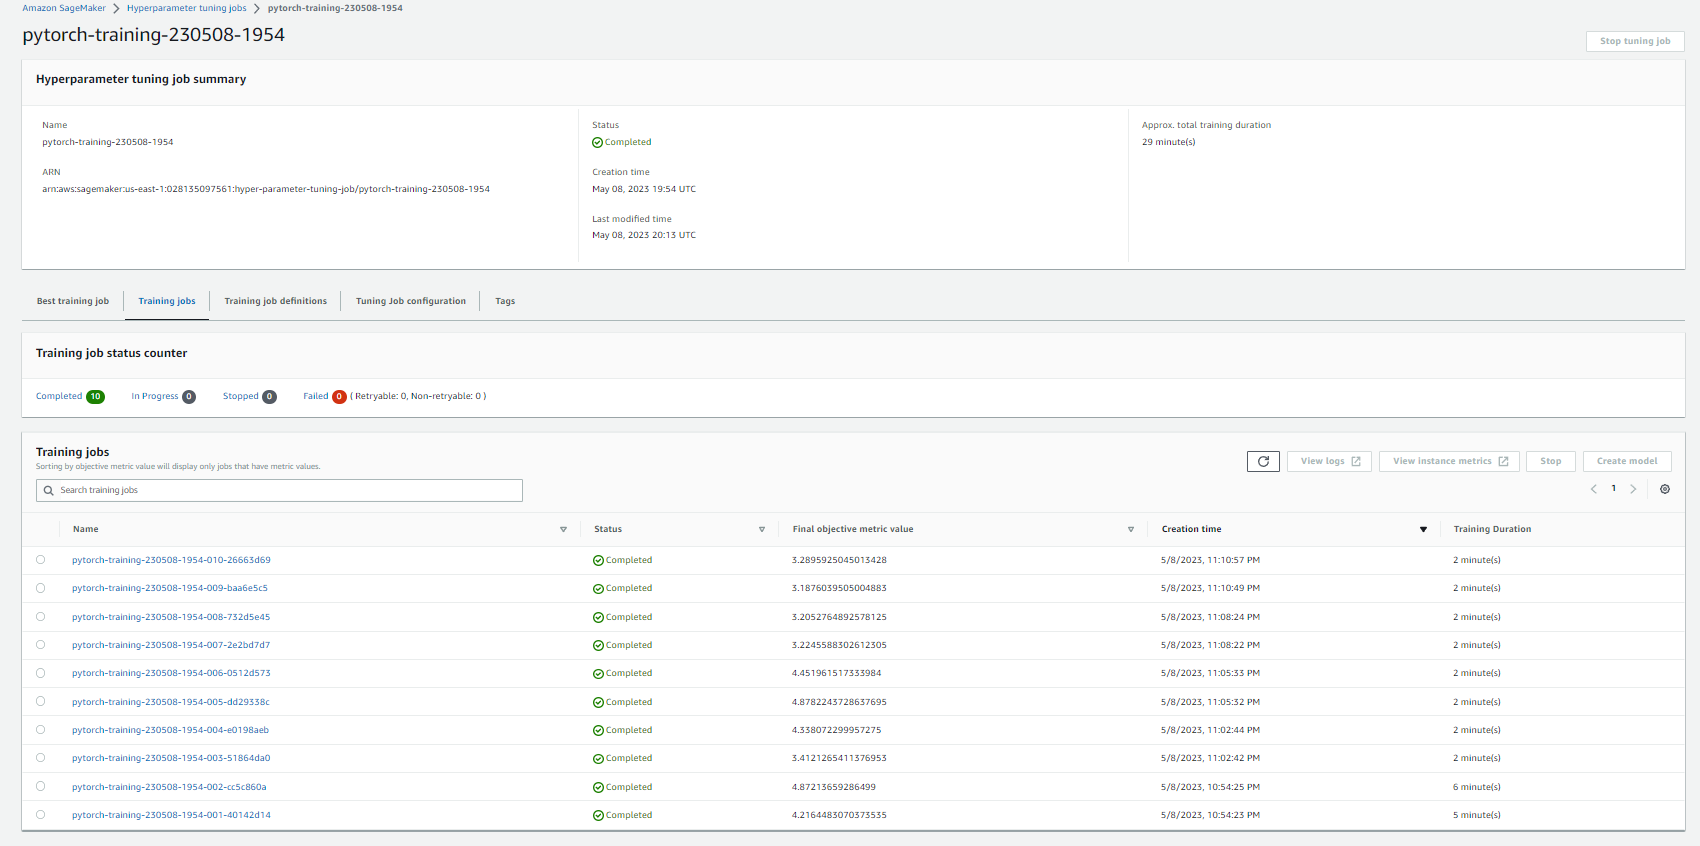 Amazon SageMaker > Hyperparameter tuning jobs > pytorch-training-230508-1954
pytorch-training-230508-1954
Stop tuning job
Hyperparameter tuning job summary
Name
pytorch-training-230508-1954
ARN
arn:aws:sagemaker:us-east-1:028135097561:hyper-parameter-tuning-job/pytorch-training-230508-1954
Status
Completed
Creation time
May 08, 2023 19:54 UTC
Last modified time
May 08, 2023 20:13 UTC
Approx. total training duration
29 minute(s)
Best training job Training jobs Training job definitions Tuning Job configuration Tags
Training job status counter
Completed 10 In Progress 0 Stopped 0 Failed 0 ( Retryable: 0, Non-retryable: 0 )
Training jobs
Sorting by objective metric value will display only jobs that have metric values.
View logs View instance metrics Stop Create model
Search training jobs
1
Name Status Final objective metric value Creation time Training Duration
pytorch-training-230508-1954-010-26663d69 Completed 3.2895925045013428 5/8/2023, 11:10:57 PM 2 minute(s)
pytorch-training-230508-1954-009-baa6e5c5 Completed 3.1876039505004883 5/8/2023, 11:10:49 PM 2 minute(s)
pytorch-training-230508-1954-008-732d5e45 Completed 3.2052764892578125 5/8/2023, 11:08:24 PM 2 minute(s)
pytorch-training-230508-1954-007-2e2bd7d7 Completed 3.2245588302612305 5/8/2023, 11:08:22 PM 2 minute(s)
pytorch-training-230508-1954-006-0512d573 Completed 4.451961517333984 5/8/2023, 11:05:33 PM 2 minute(s)
pytorch-training-230508-1954-005-dd29338c Completed 4.8782243728637695 5/8/2023, 11:05:32 PM 2 minute(s)
pytorch-training-230508-1954-004-e0198aeb Completed 4.338072299957275 5/8/2023, 11:02:44 PM 2 minute(s)
pytorch-training-230508-1954-003-51864da0 Completed 3.4121265411376953 5/8/2023, 11:02:42 PM 2 minute(s)
pytorch-training-230508-1954-002-cc5c860a Completed 4.87213659286499 5/8/2023, 10:54:25 PM 6 minute(s)
pytorch-training-230508-1954-001-40142d14 Completed 4.2164483070373535 5/8/2023, 10:54:23 PM 5 minute(s)